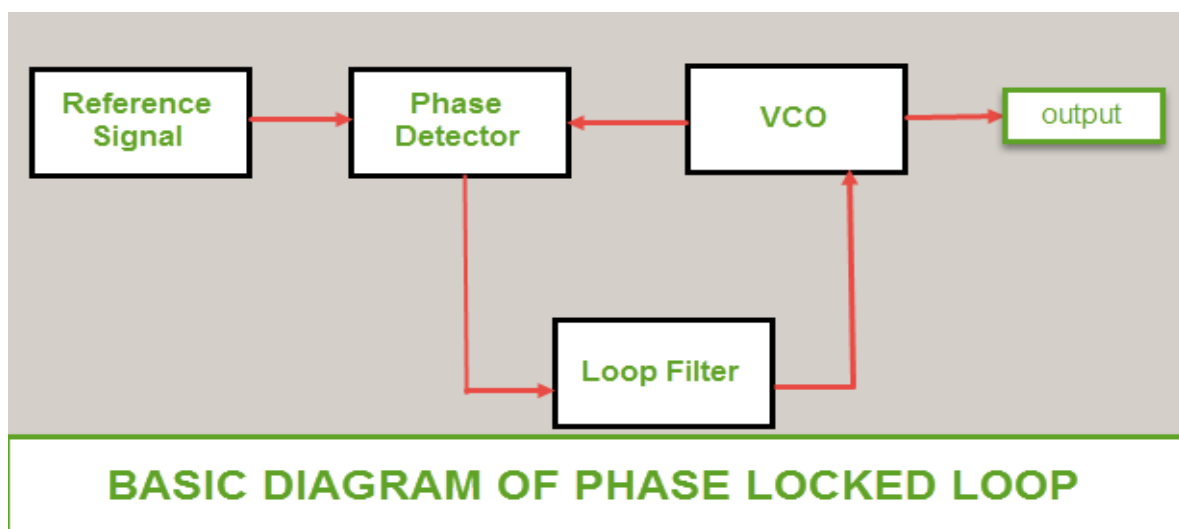 Reference
Signal
Phase
Detector
VCO
output
Loop Filter
BASIC DIAGRAM OF PHASE LOCKED LOOP